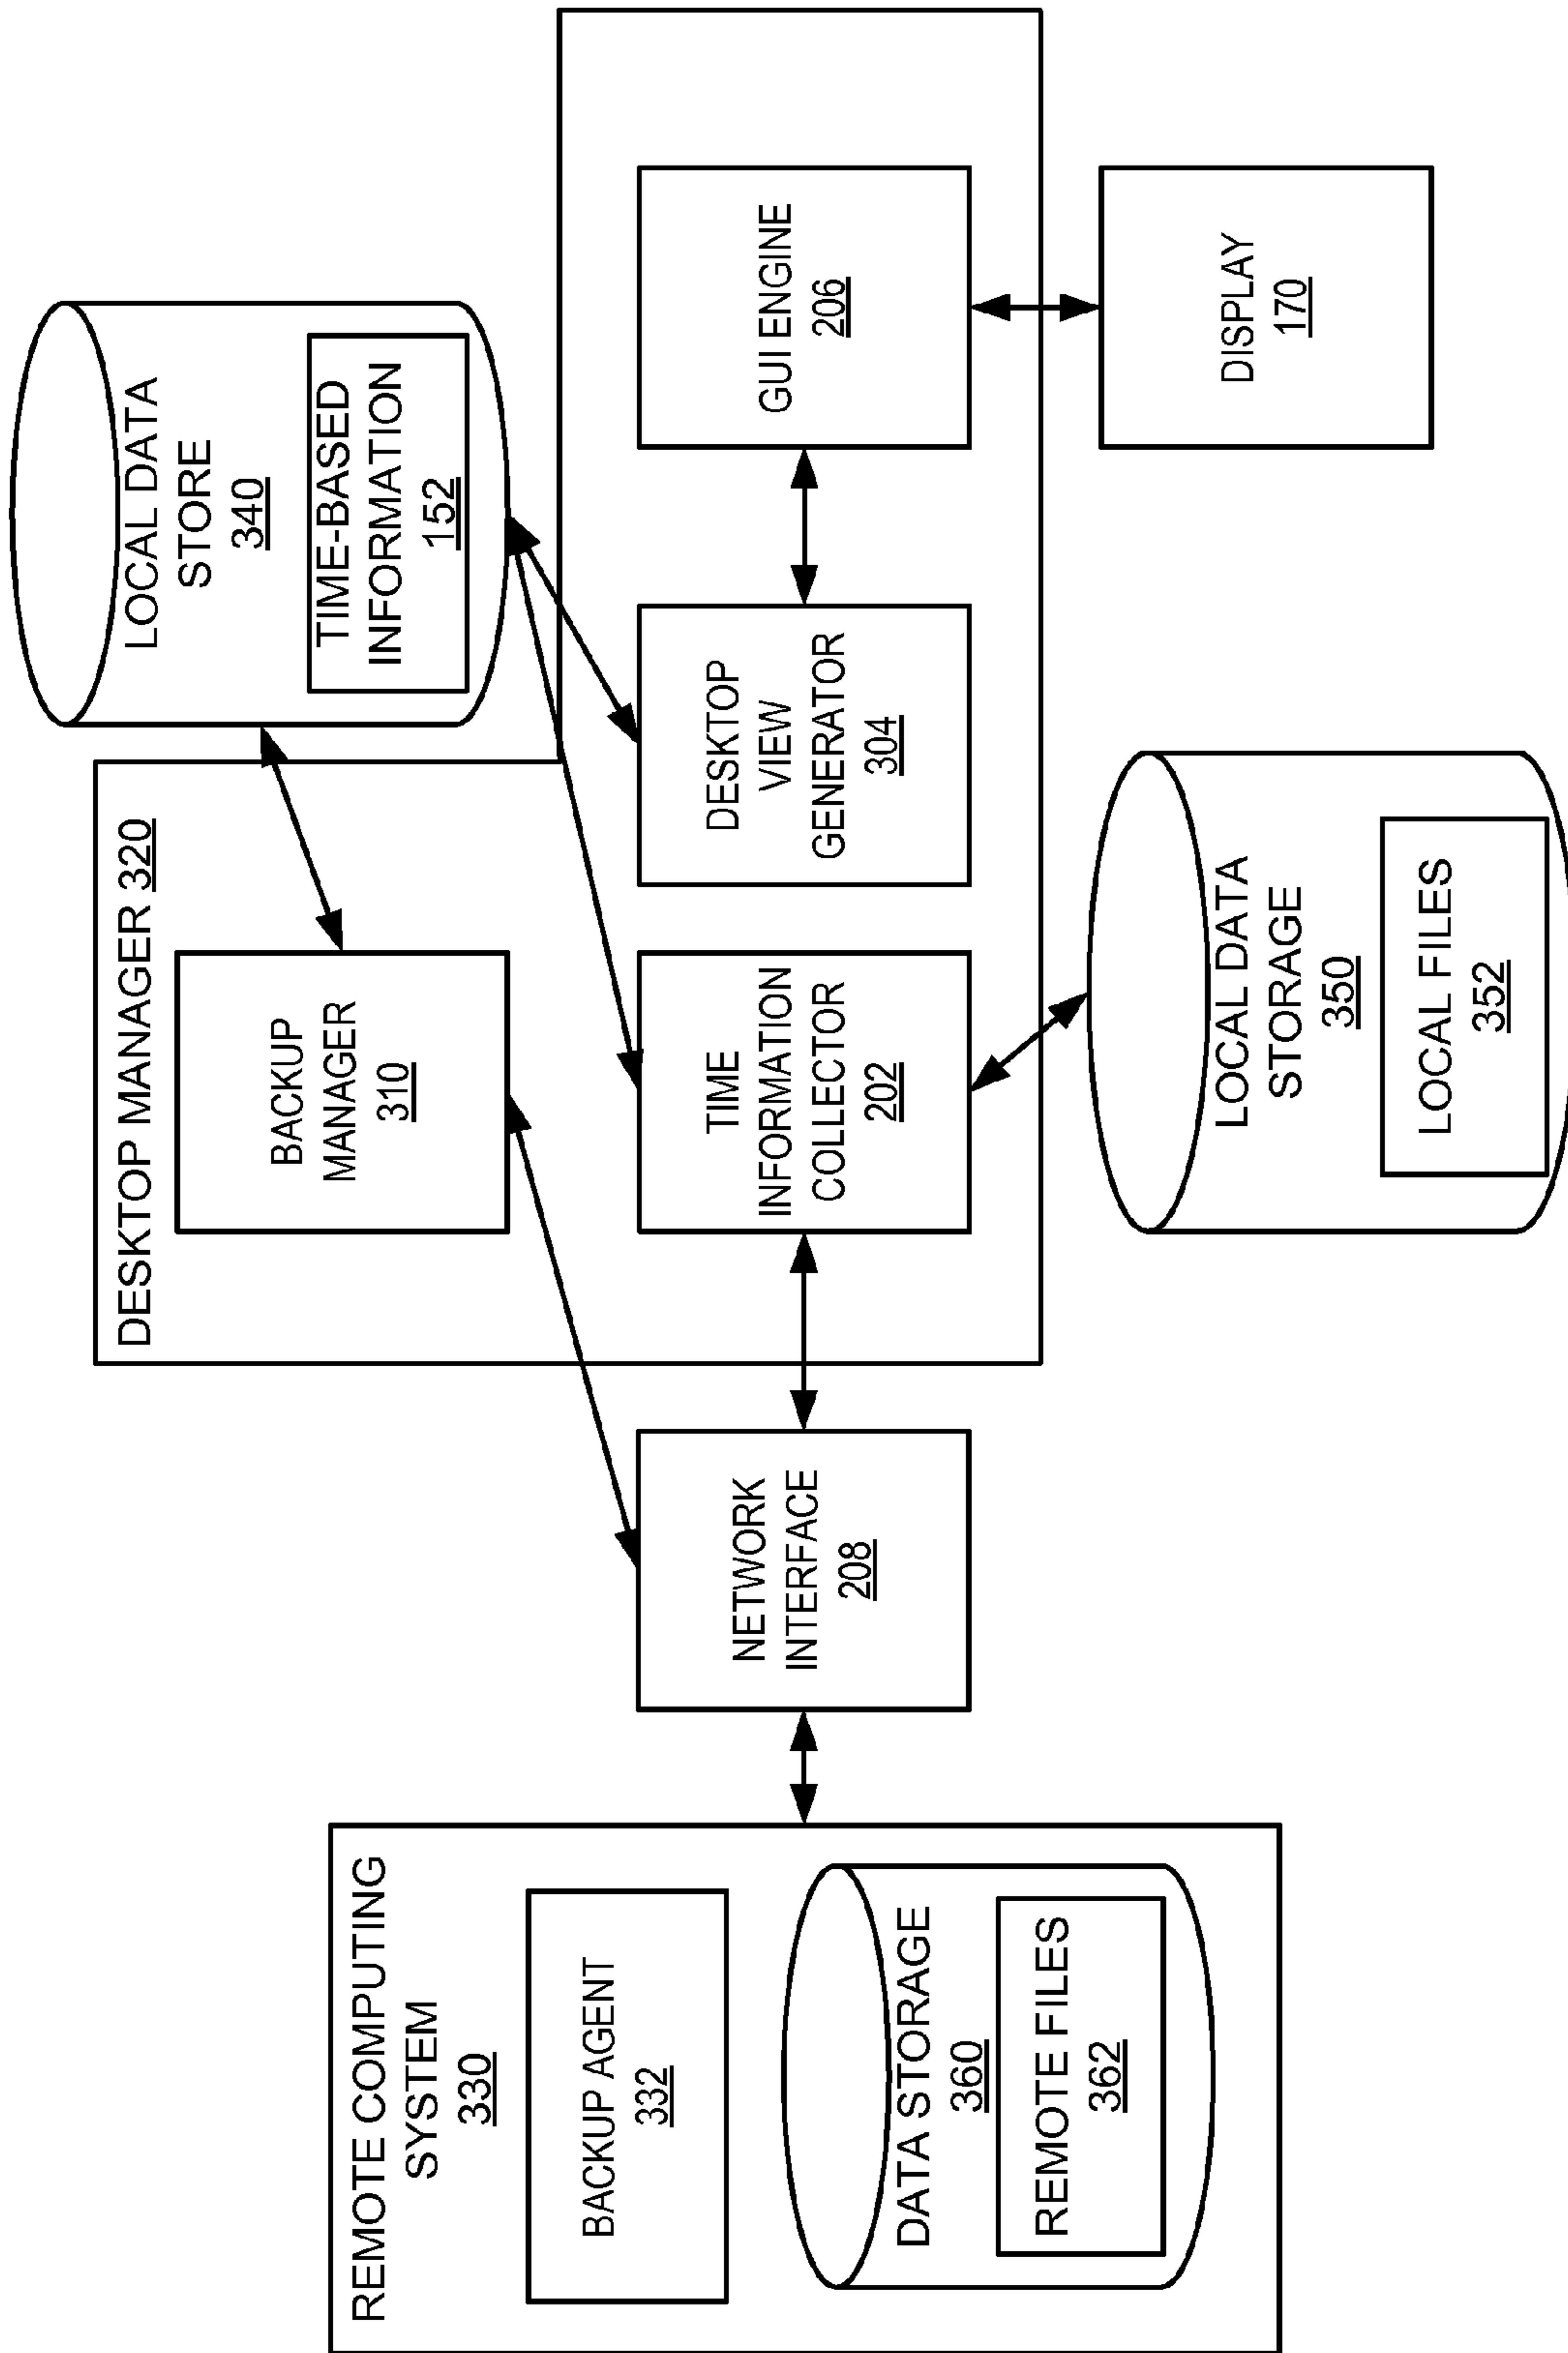 REMOTE COMPUTING
SYSTEM
330
BACKUP AGENT
332
DATA STORAGE
360
REMOTE FILES
362
NETWORK
INTERFACE
208
DESKTOP MANAGER 320
BACKUP
MANAGER
310
TIME
INFORMATION
COLLECTOR
202
DESKTOP
VIEW
GENERATOR
304
GUI ENGINE
206
LOCAL DATA
STORE
340
TIME-BASED
INFORMATION
152
LOCAL DATA
STORAGE
350
LOCAL FILES
352
DISPLAY
170